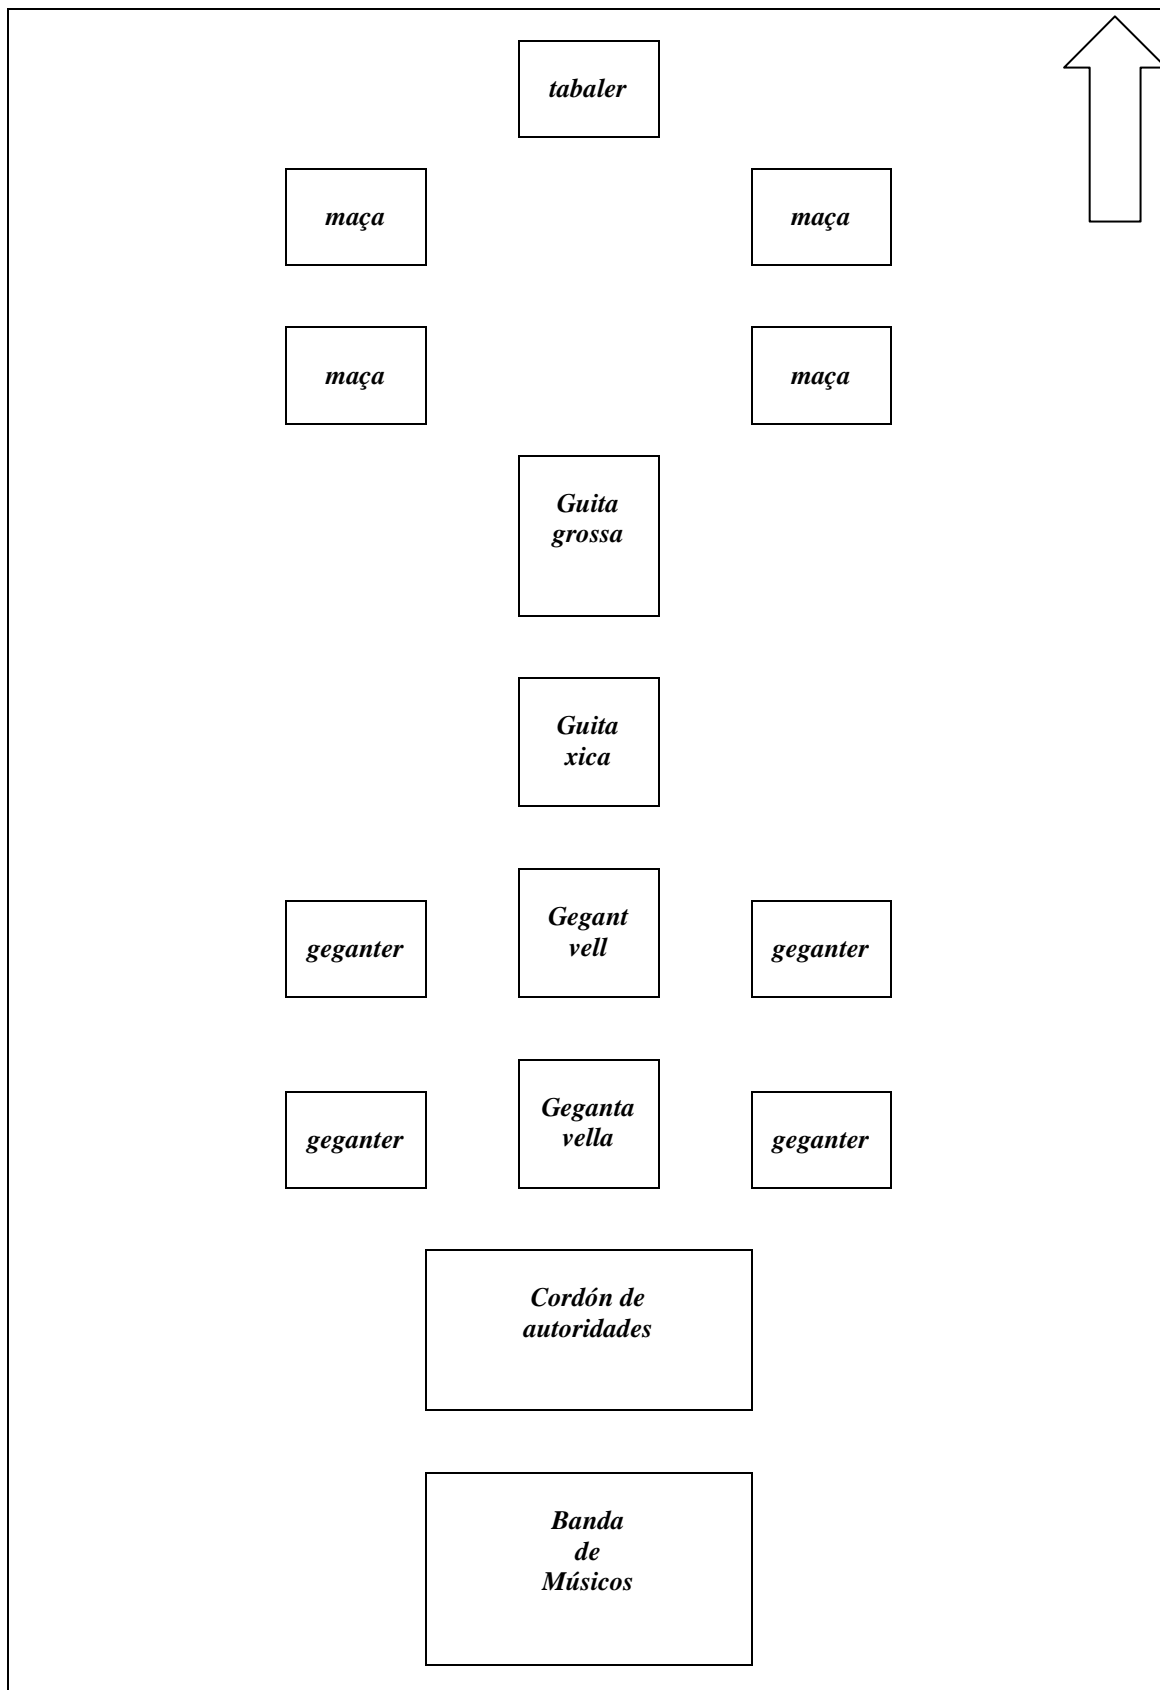 tabaler
maça maça
maça maça
Guita
grossa
Guita
xica
Gegant
vell
geganter geganter
Geganta
vella
geganter geganter
Cordón de
autoridades
Banda
de
Músicos